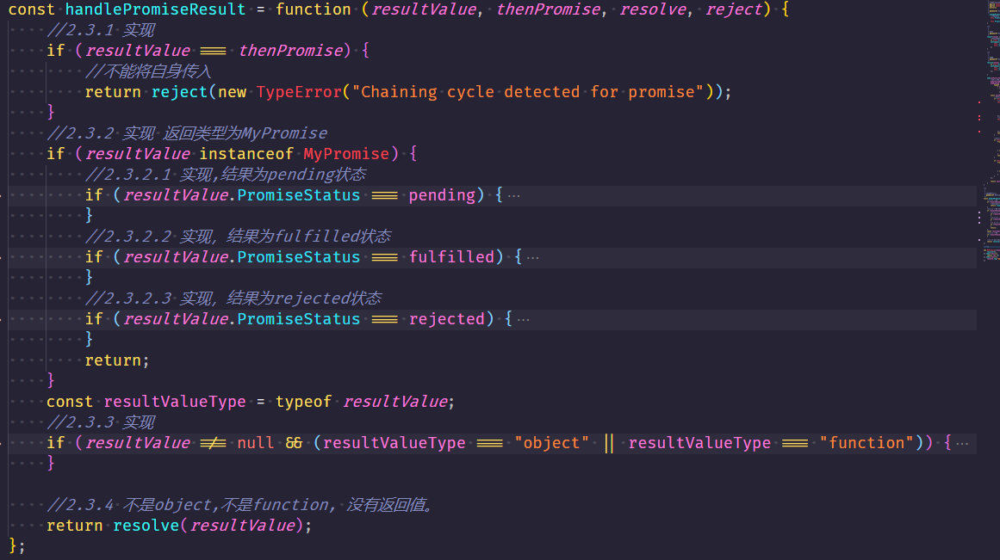 const handlePromiseResult = function (resultValue, thenPromise, resolve, reject) {
    //2.3.1 实现
    if (resultValue === thenPromise) {
        //不能将自身传入
        return reject(new TypeError("Chaining cycle detected for promise"));
    }
    //2.3.2 实现 返回类型为MyPromise
    if (resultValue instanceof MyPromise) {
        //2.3.2.1 实现,结果为pending状态
        if (resultValue.PromiseStatus === pending) {···
        }
        //2.3.2.2 实现, 结果为fulfilled状态
        if (resultValue.PromiseStatus === fulfilled) {···
        }
        //2.3.2.3 实现, 结果为rejected状态
        if (resultValue.PromiseStatus === rejected) {···
        }
        return;
    }
    const resultValueType = typeof resultValue;
    //2.3.3 实现
    if (resultValue !== null && (resultValueType === "object" || resultValueType === "function")) {···
    }
    //2.3.4 不是object,不是function, 没有返回值。
    return resolve(resultValue);
};